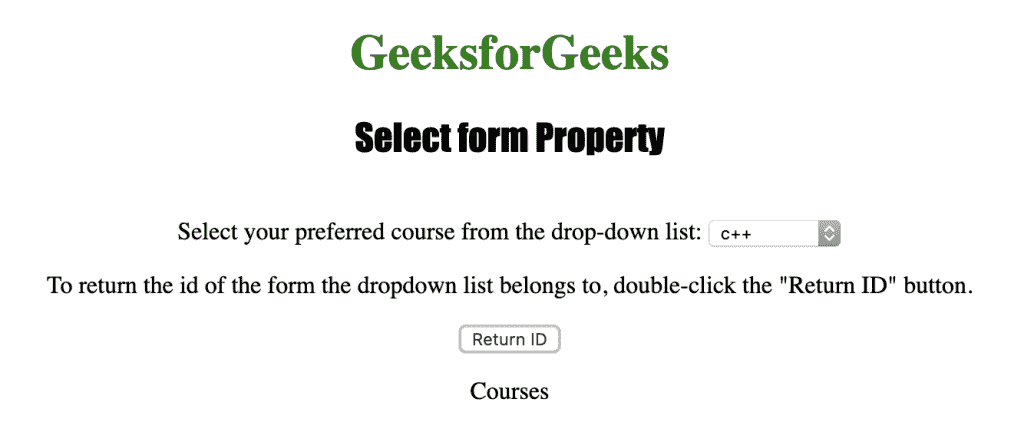 GeeksforGeeks
Select form Property
Select your preferred course from the drop-down list: c++
To return the id of the form the dropdown list belongs to, double-click the "Return ID" button.
Return ID
Courses